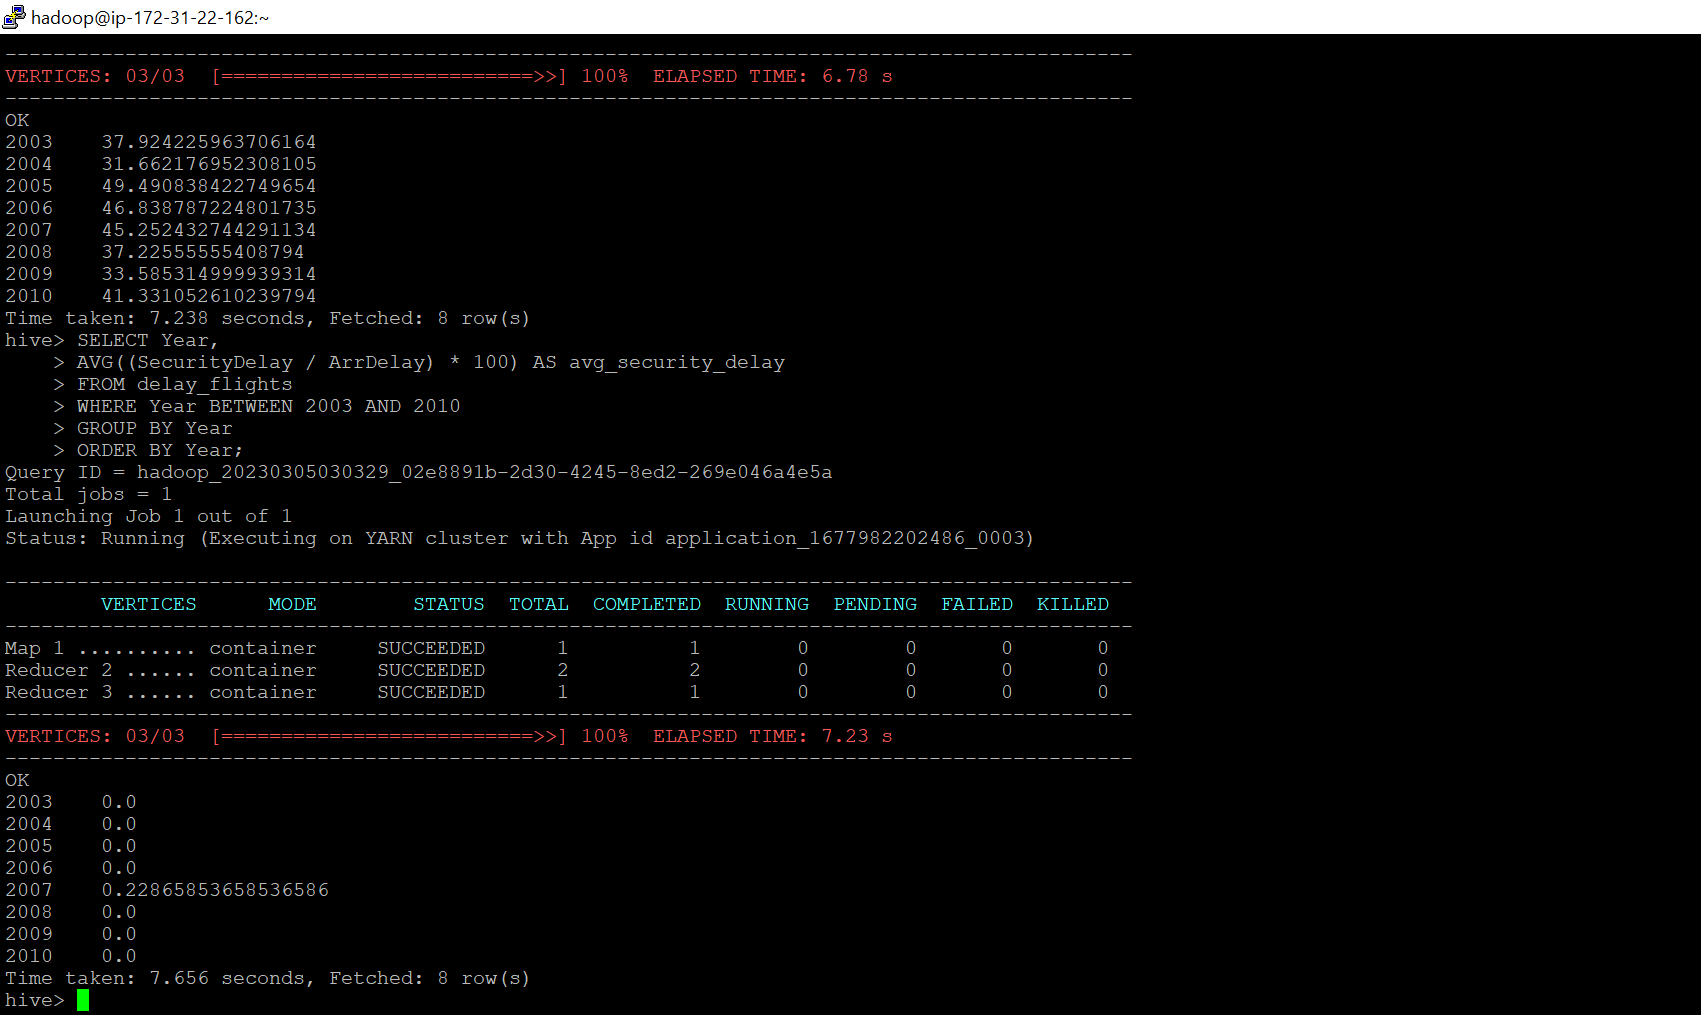 hadoop@ip-172-31-22-162:~
----------------------------------------------------------------------------------------------
VERTICES: 03/03  [==========================>>] 100%  ELAPSED TIME: 6.78 s
----------------------------------------------------------------------------------------------
OK
2003    37.924225963706164
2004    31.662176952308105
2005    49.490838422749654
2006    46.838787224801735
2007    45.252432744291134
2008    37.22555555408794
2009    33.585314999939314
2010    41.331052610239794
Time taken: 7.238 seconds, Fetched: 8 row(s)
hive> SELECT Year,
    > AVG((SecurityDelay / ArrDelay) * 100) AS avg_security_delay
    > FROM delay_flights
    > WHERE Year BETWEEN 2003 AND 2010
    > GROUP BY Year
    > ORDER BY Year;
Query ID = hadoop_20230305030329_02e8891b-2d30-4245-8ed2-269e046a4e5a
Total jobs = 1
Launching Job 1 out of 1
Status: Running (Executing on YARN cluster with App id application_1677982202486_0003)
----------------------------------------------------------------------------------------------
        VERTICES      MODE        STATUS  TOTAL  COMPLETED  RUNNING  PENDING  FAILED  KILLED
----------------------------------------------------------------------------------------------
Map 1 .......... container     SUCCEEDED      1          1        0        0       0       0
Reducer 2 ...... container     SUCCEEDED      2          2        0        0       0       0
Reducer 3 ...... container     SUCCEEDED      1          1        0        0       0       0
----------------------------------------------------------------------------------------------
VERTICES: 03/03  [==========================>>] 100%  ELAPSED TIME: 7.23 s
----------------------------------------------------------------------------------------------
OK
2003    0.0
2004    0.0
2005    0.0
2006    0.0
2007    0.22865853658536586
2008    0.0
2009    0.0
2010    0.0
Time taken: 7.656 seconds, Fetched: 8 row(s)
hive>